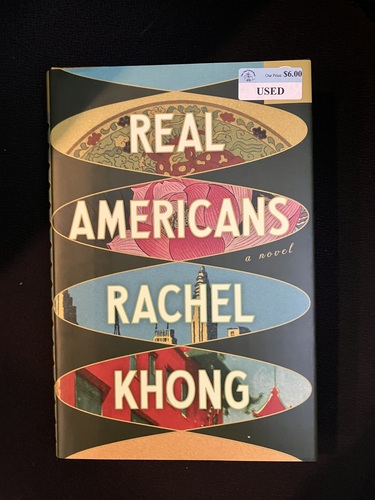 Our Price $6.00
USED
REAL
AMERICANS
a novel
RACHEL
KHONG